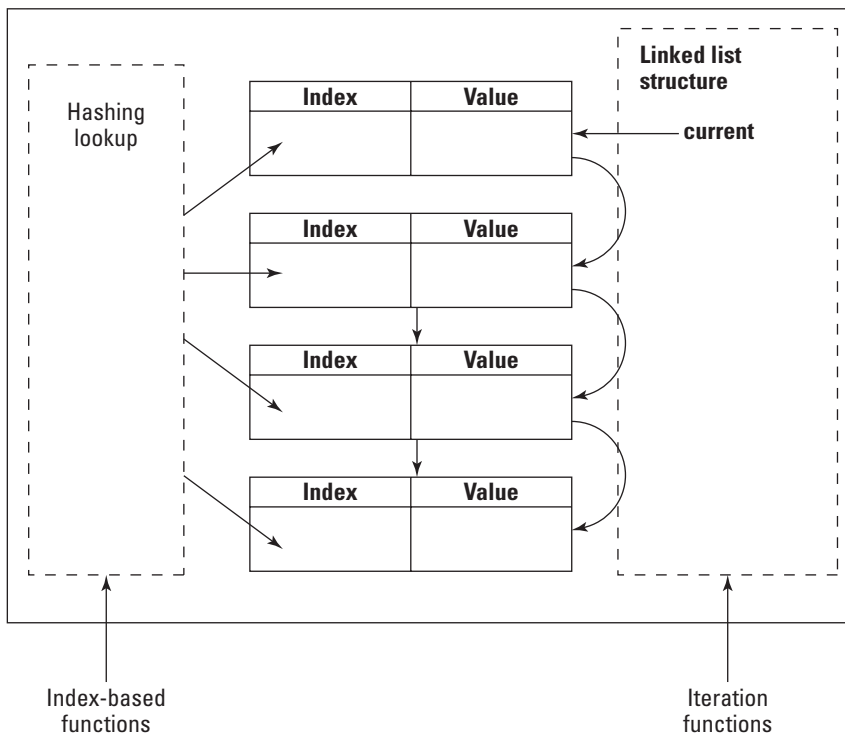 Hashing
lookup
Linked list
structure
Index Value
current
Index Value
Index Value
Index Value
Index-based
functions
Iteration
functions